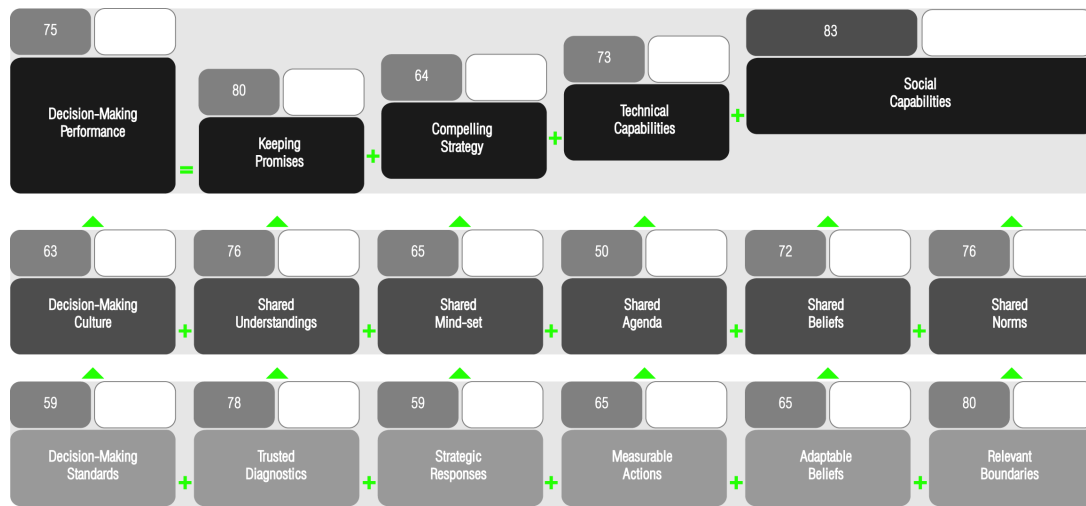 75
Decision-Making
Performance
=
80
Keeping
Promises
+
64
Compelling
Strategy
+
73
Technical
Capabilities
+
83
Social
Capabilities
63
Decision-Making
Culture
+
76
Shared
Understandings
+
65
Shared
Mind-set
+
50
Shared
Agenda
+
72
Shared
Beliefs
+
76
Shared
Norms
59
Decision-Making
Standards
+
78
Trusted
Diagnostics
+
59
Strategic
Responses
+
65
Measurable
Actions
+
65
Adaptable
Beliefs
+
80
Relevant
Boundaries